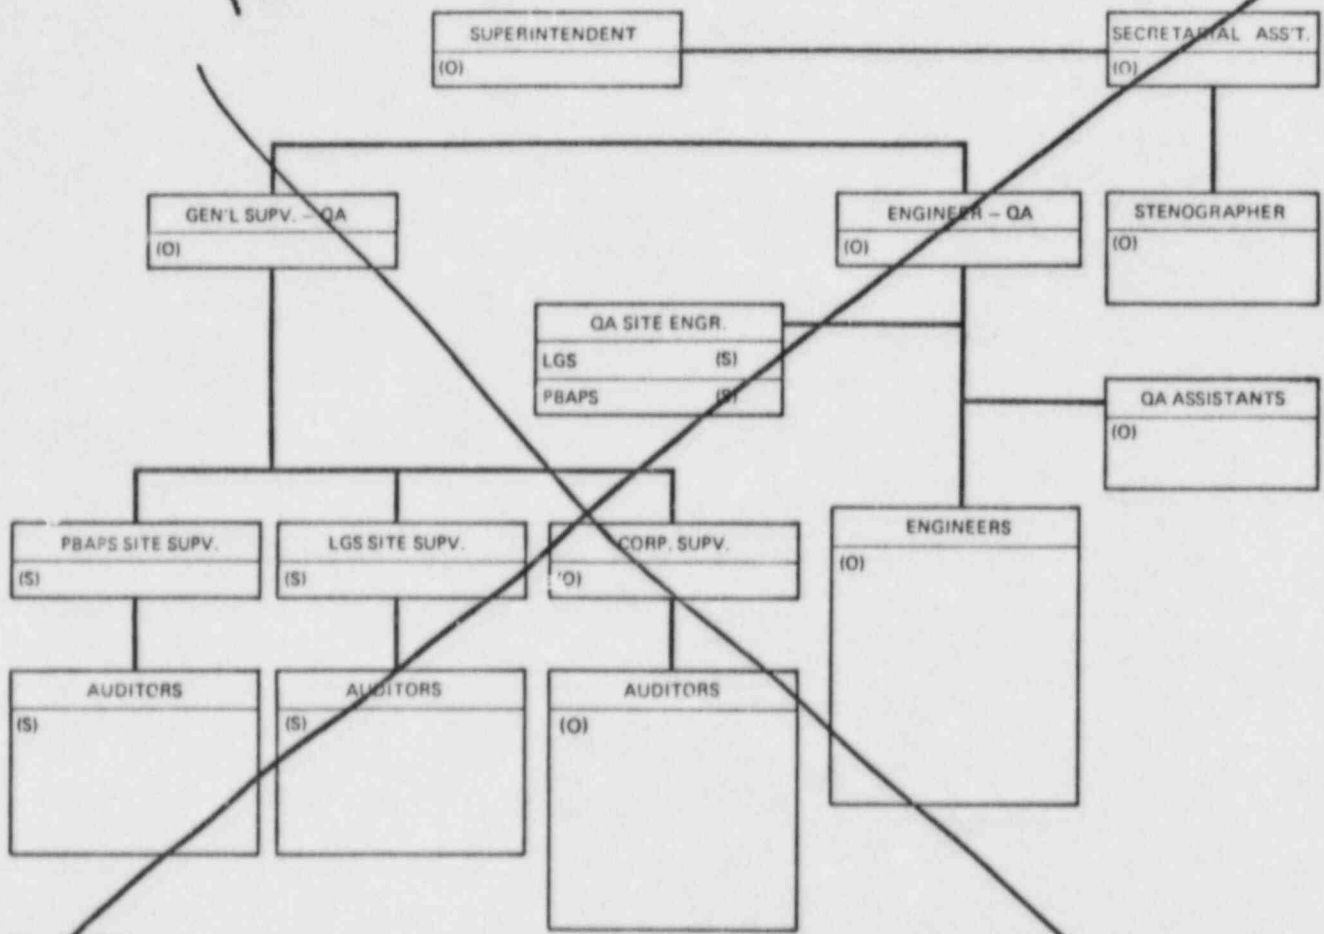 SUPERINTENDENT
(O)
SECRETARIAL ASS'T.
(O)
GEN'L SUPV. – QA
(O)
ENGINEER – QA
(O)
STENOGRAPHER
(O)
QA SITE ENGR.
LGS (S)
PBAPS (S)
QA ASSISTANTS
(O)
PBAPS SITE SUPV.
(S)
LGS SITE SUPV.
(S)
CORP. SUPV.
(O)
ENGINEERS
(O)
AUDITORS
(S)
AUDITORS
(S)
AUDITORS
(O)